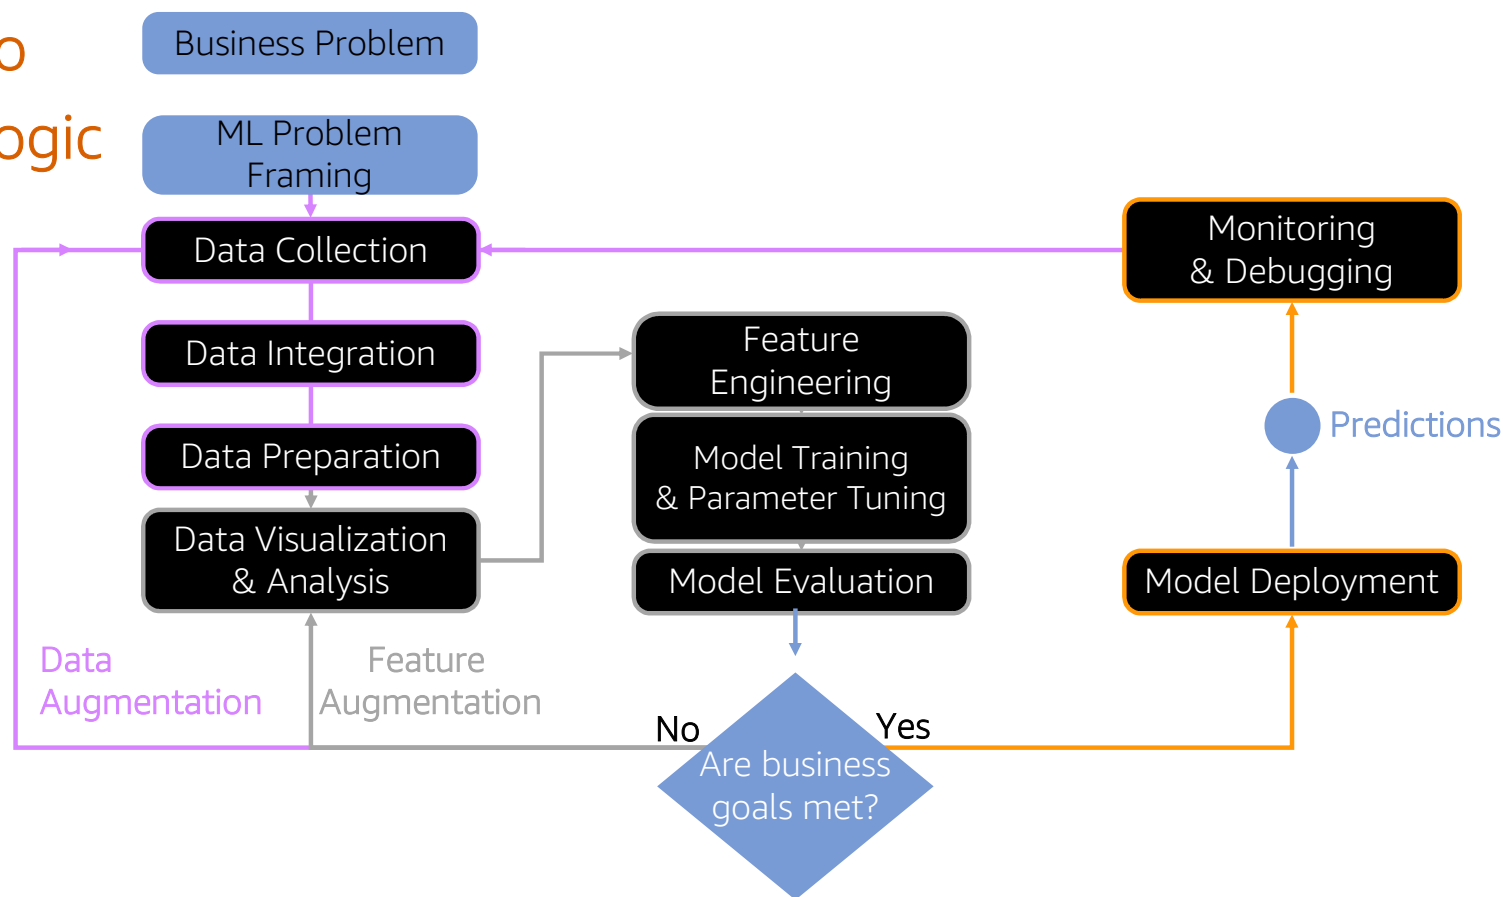 o
ogic
Business Problem
ML Problem
Framing
Data Collection
Data Integration
Data Preparation
Data Visualization
& Analysis
Feature
Engineering
Model Training
& Parameter Tuning
Model Evaluation
Monitoring
& Debugging
Predictions
Model Deployment
Data
Augmentation
Feature
Augmentation
No
Yes
Are business
goals met?